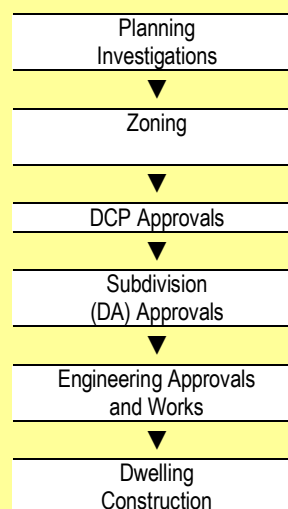 Planning
Investigations
▼
Zoning
▼
DCP Approvals
▼
Subdivision
(DA) Approvals
▼
Engineering Approvals
and Works
▼
Dwelling
Construction